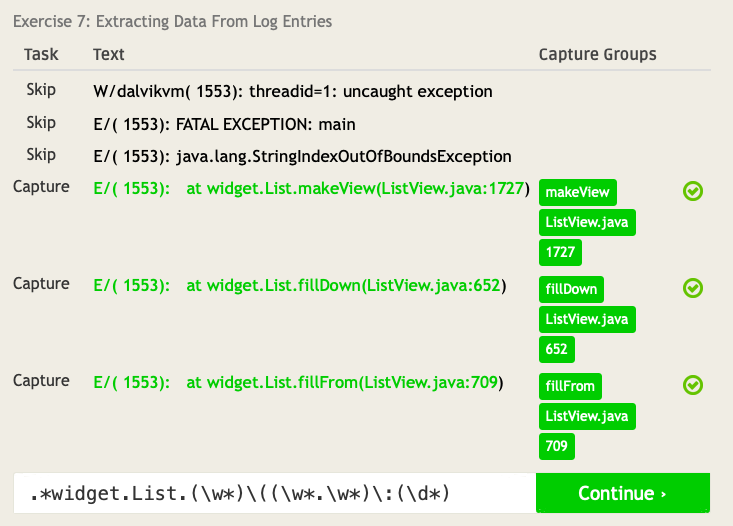 Exercise 7: Extracting Data From Log Entries
Task Text Capture Groups
Skip W/dalvikvm( 1553): threadid=1: uncaught exception
Skip E/( 1553): FATAL EXCEPTION: main
Skip E/( 1553): java.lang.StringIndexOutOfBoundsException
Capture E/( 1553):   at widget.List.makeView(ListView.java:1727) makeView
ListView.java
1727
Capture E/( 1553):   at widget.List.fillDown(ListView.java:652) fillDown
ListView.java
652
Capture E/( 1553):   at widget.List.fillFrom(ListView.java:709) fillFrom
ListView.java
709
.*widget.List.(\w*)\((\w*.\w*)\:(\d*) Continue ›